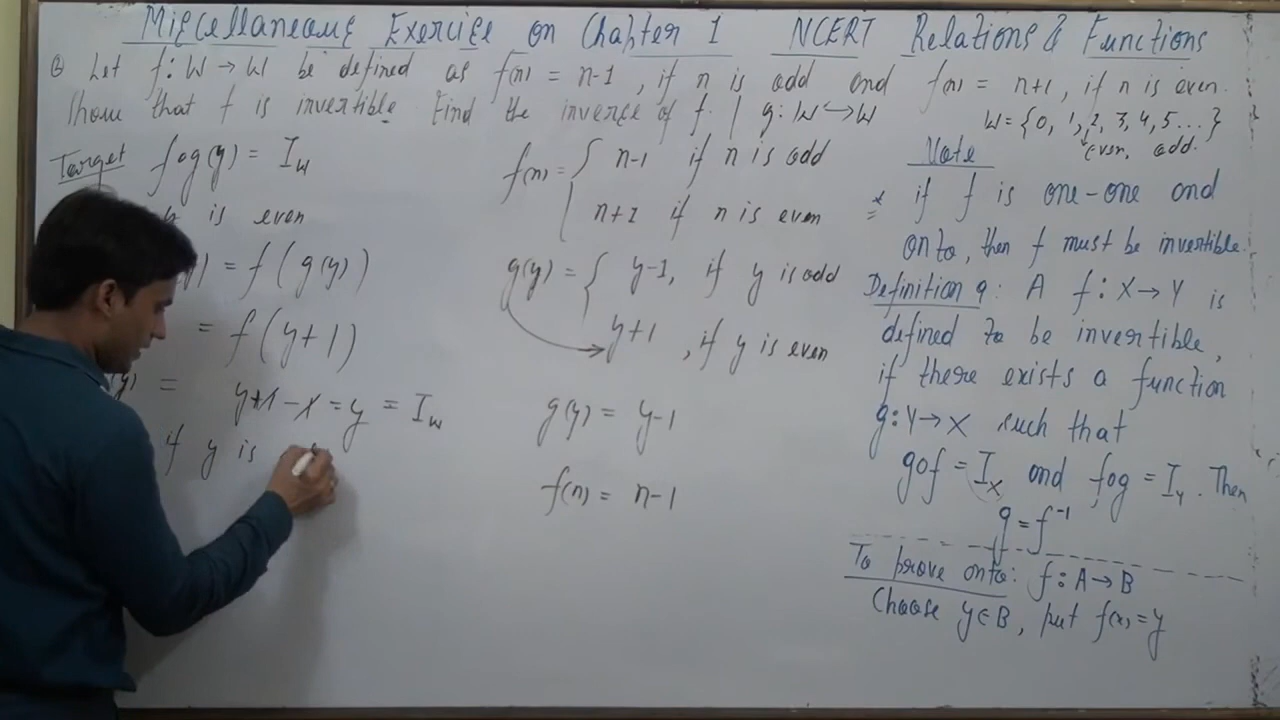 Miscellaneous Exercise on Chapter 1 NCERT Relations & Functions
Let f: W → W be defined as f(n) = n-1, if n is odd and f(n) = n+1, if n is even.
Show that f is invertible. Find the inverse of f. | g: W → W
W = {0, 1, 2, 3, 4, 5...}
even, odd.
Target fog(y) = I_W
is even
= f(g(y))
= f(y+1)
= y+1-1 = y = I_W
if y is
f(n) = { n-1 if n is odd
n+1 if n is even
g(y) = { y-1, if y is odd
y+1, if y is even
g(y) = y-1
f(n) = n-1
Note
* if f is one-one and
onto, then f must be invertible.
Definition 9: A f: X → Y is
defined to be invertible,
if there exists a function
g: Y → X such that
gof = I_X and fog = I_Y. Then
g = f⁻¹
To prove onto: f: A → B
Choose y∈B, put f(x) = y